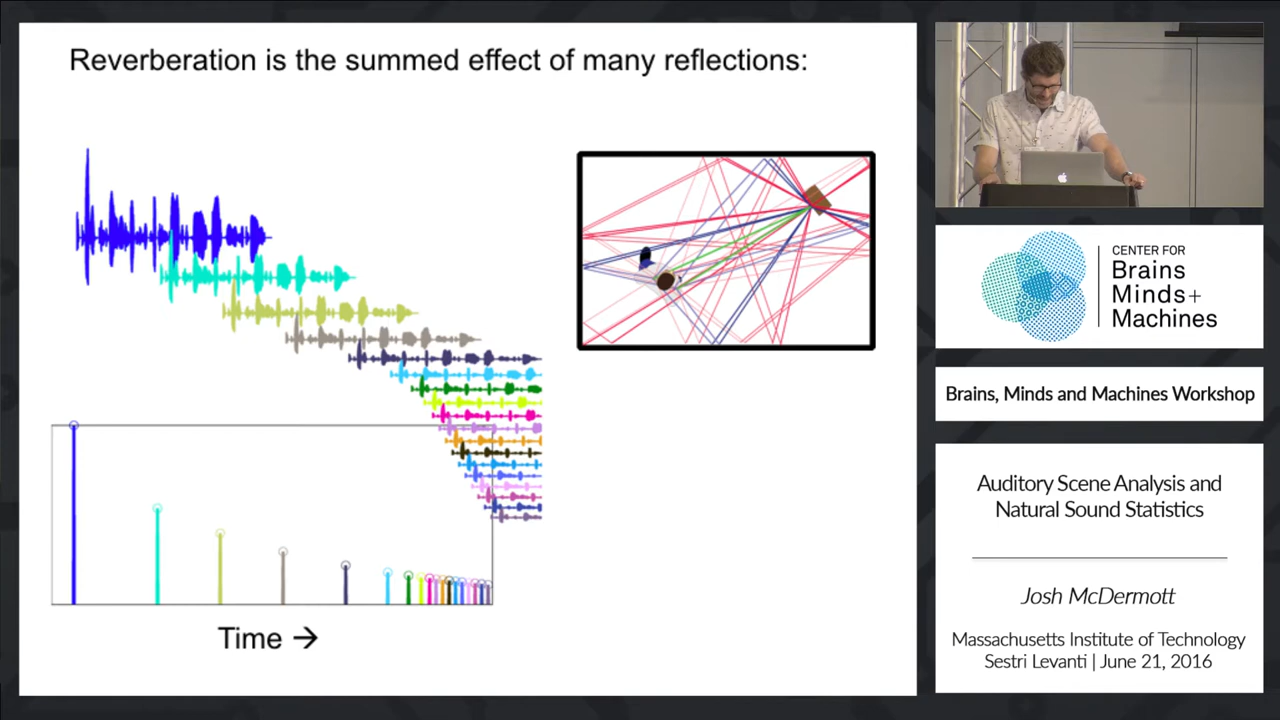 Reverberation is the summed effect of many reflections:
Time →
CENTER FOR
Brains
Minds+
Machines
Brains, Minds and Machines Workshop
Auditory Scene Analysis and
Natural Sound Statistics
Josh McDermott
Massachusetts Institute of Technology
Sestri Levanti | June 21, 2016